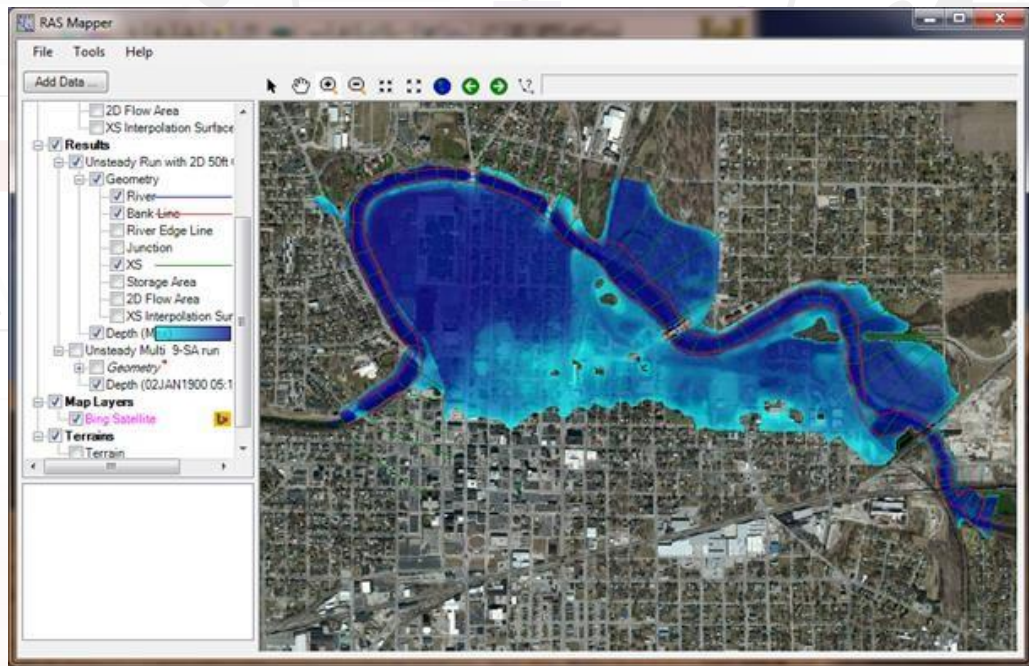 RAS Mapper
File Tools Help
Add Data ...
2D Flow Area
XS Interpolation Surface
Results
Unsteady Run with 2D 50ft
Geometry
River
Bank Line
River Edge Line
Junction
XS
Storage Area
2D Flow Area
XS Interpolation Sur
Depth (Max)
Unsteady Multi 9-SA run
Geometry
Depth (02JAN1900 05:1
Map Layers
Bing Satellite
Terrains
Terrain